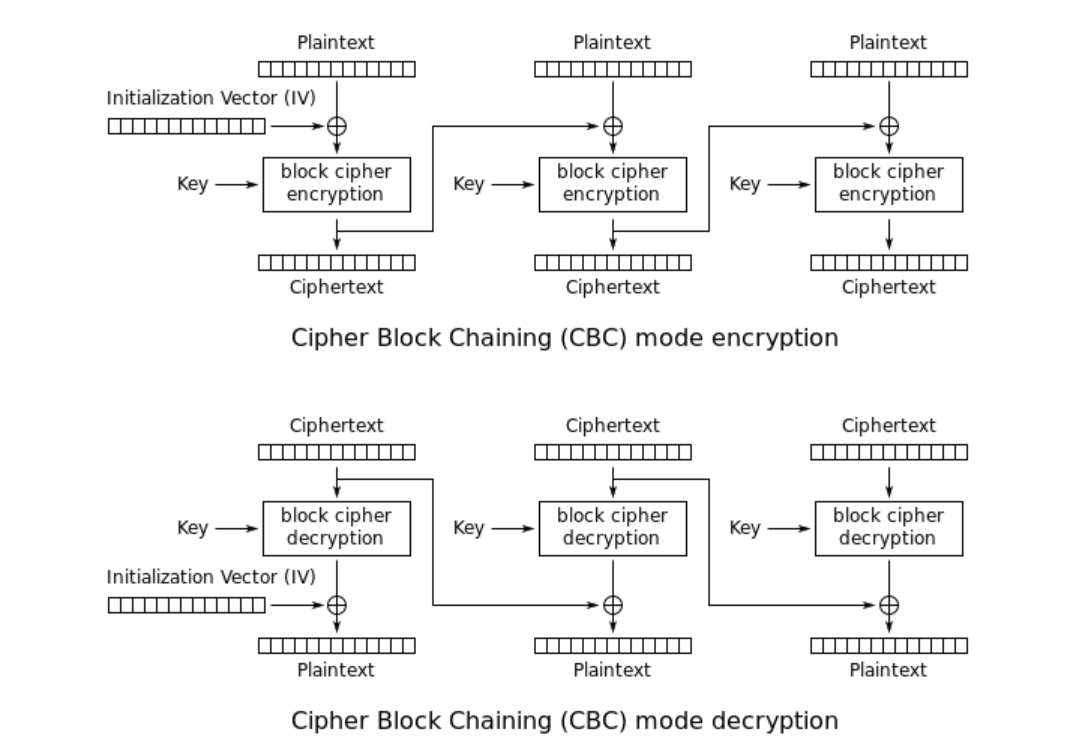 Plaintext
Plaintext
Plaintext
Initialization Vector (IV)
Key
block cipher
encryption
Key
block cipher
encryption
Key
block cipher
encryption
Ciphertext
Ciphertext
Ciphertext
Cipher Block Chaining (CBC) mode encryption
Ciphertext
Ciphertext
Ciphertext
Key
block cipher
decryption
Key
block cipher
decryption
Key
block cipher
decryption
Initialization Vector (IV)
Plaintext
Plaintext
Plaintext
Cipher Block Chaining (CBC) mode decryption